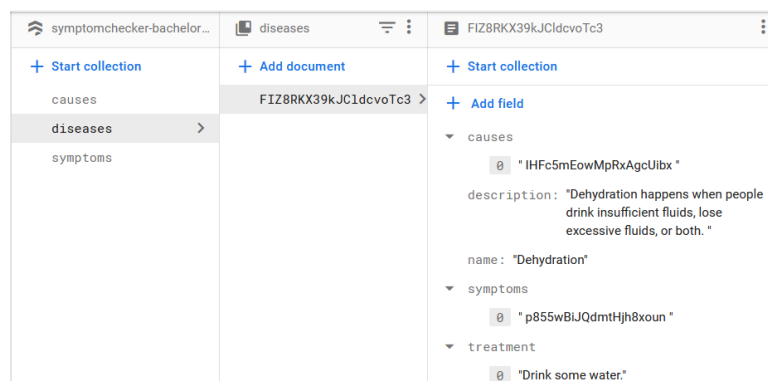 symptomchecker-bachelor...
diseases
FIZ8RKX39kJCldcvoTc3
+ Start collection
+ Add document
+ Start collection
causes
diseases
symptoms
FIZ8RKX39kJCldcvoTc3
+ Add field
causes
0 " IHFc5mEowMpRxAgcUibx "
description: "Dehydration happens when people
drink insufficient fluids, lose
excessive fluids, or both. "
name: "Dehydration"
symptoms
0 " p855wBiJQdmtHjh8xoun "
treatment
0 "Drink some water."